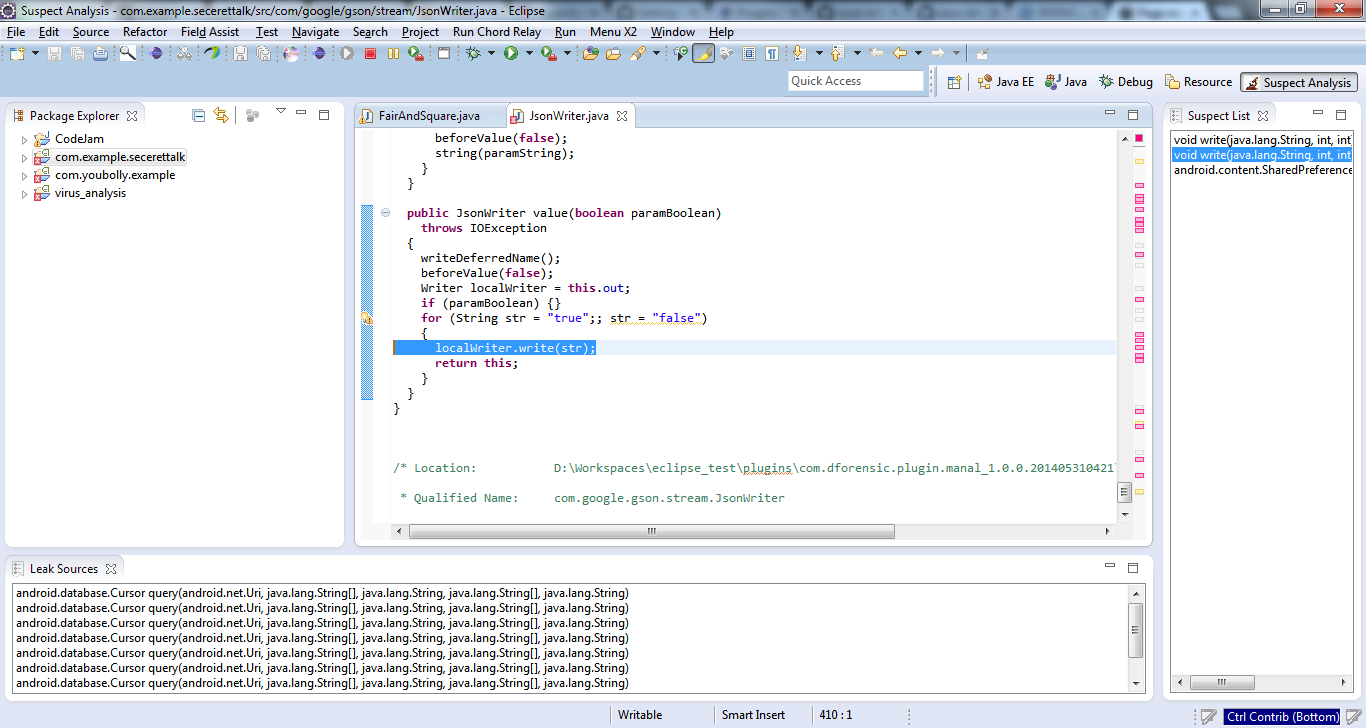 Suspect Analysis - com.example.secerettalk/src/com/google/gson/stream/JsonWriter.java - Eclipse
File Edit Source Refactor Field Assist Test Navigate Search Project Run Chord Relay Run Menu X2 Window Help
Quick Access
Java EE Java Debug Resource Suspect Analysis
Package Explorer
CodeJam
com.example.secerettalk
com.youbolly.example
virus_analysis
FairAndSquare.java JsonWriter.java
beforeValue(false);
string(paramString);
}
}
public JsonWriter value(boolean paramBoolean)
throws IOException
{
writeDeferredName();
beforeValue(false);
Writer localWriter = this.out;
if (paramBoolean) {}
for (String str = "true";; str = "false")
{
localWriter.write(str);
return this;
}
}
}
/* Location: D:\Workspaces\eclipse_test\plugins\com.dforensic.plugin.manal_1.0.0.201405310421
* Qualified Name: com.google.gson.stream.JsonWriter
Suspect List
void write(java.lang.String, int, int
void write(java.lang.String, int, int
android.content.SharedPreference
Leak Sources
android.database.Cursor query(android.net.Uri, java.lang.String[], java.lang.String, java.lang.String[], java.lang.String)
android.database.Cursor query(android.net.Uri, java.lang.String[], java.lang.String, java.lang.String[], java.lang.String)
android.database.Cursor query(android.net.Uri, java.lang.String[], java.lang.String, java.lang.String[], java.lang.String)
android.database.Cursor query(android.net.Uri, java.lang.String[], java.lang.String, java.lang.String[], java.lang.String)
android.database.Cursor query(android.net.Uri, java.lang.String[], java.lang.String, java.lang.String[], java.lang.String)
android.database.Cursor query(android.net.Uri, java.lang.String[], java.lang.String, java.lang.String[], java.lang.String)
android.database.Cursor query(android.net.Uri, java.lang.String[], java.lang.String, java.lang.String[], java.lang.String)
Writable Smart Insert 410 : 1 Ctrl Contrib (Bottom)